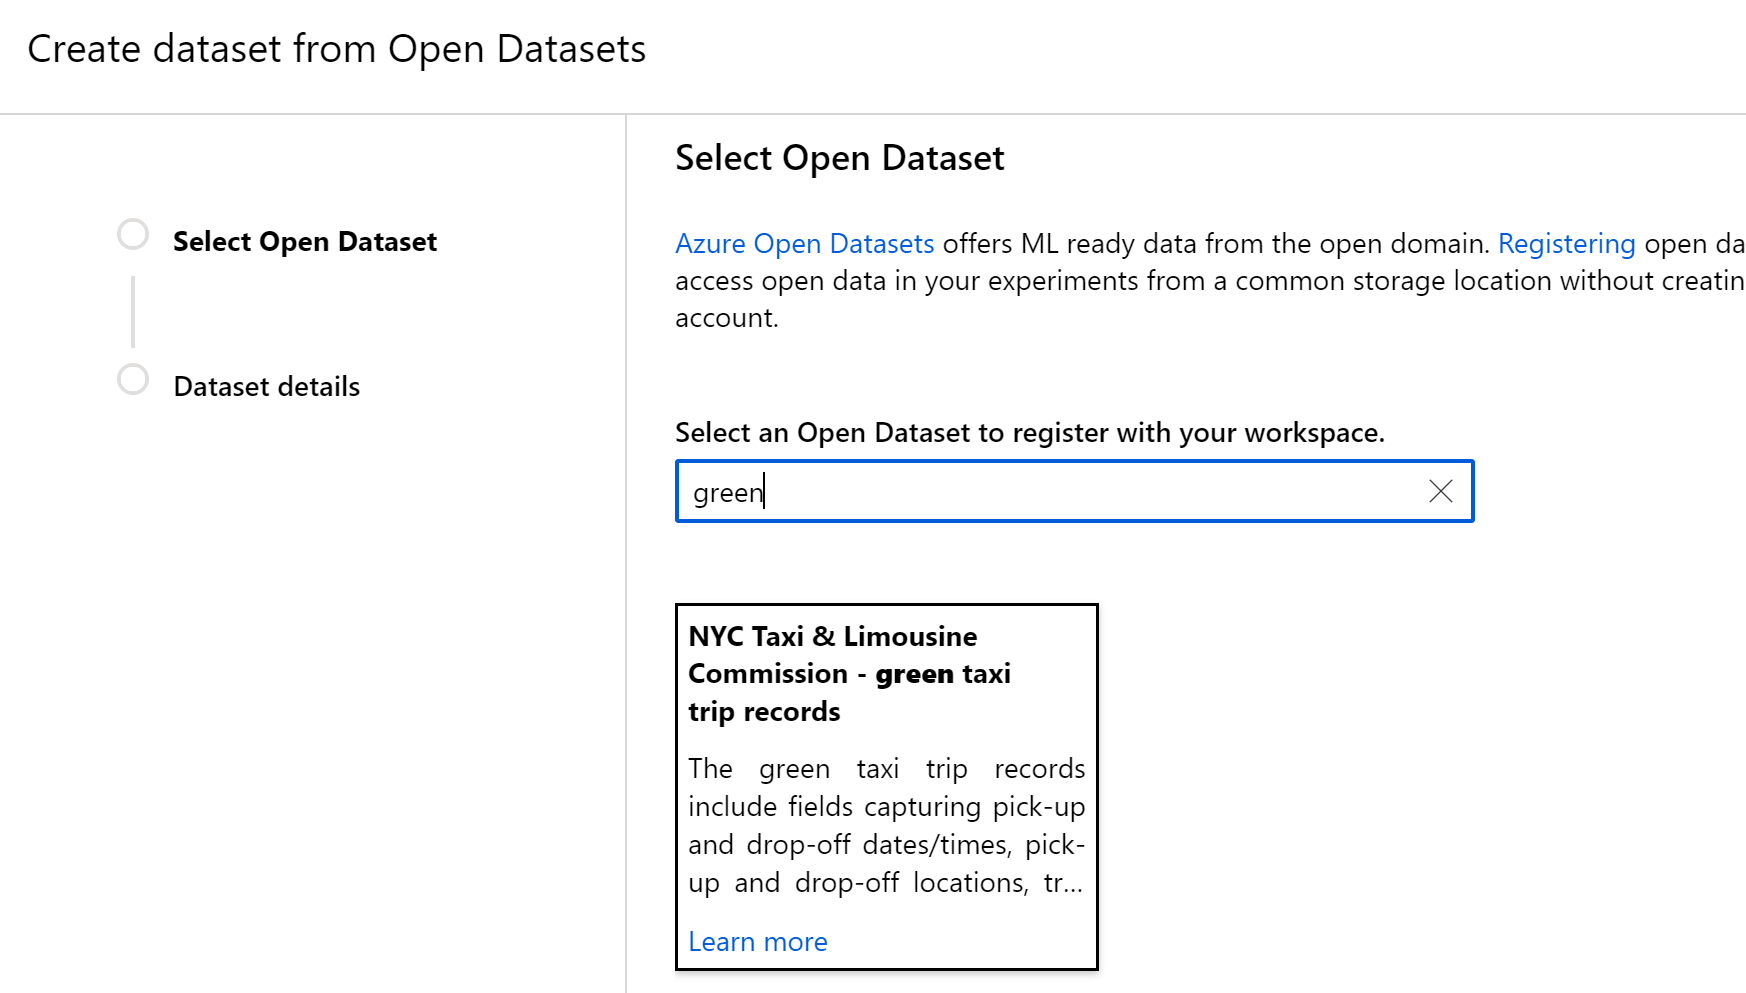 Create dataset from Open Datasets
Select Open Dataset
Dataset details
Select Open Dataset
Azure Open Datasets offers ML ready data from the open domain. Registering open da
access open data in your experiments from a common storage location without creatin
account.
Select an Open Dataset to register with your workspace.
green
NYC Taxi & Limousine
Commission - green taxi
trip records
The green taxi trip records
include fields capturing pick-up
and drop-off dates/times, pick-
up and drop-off locations, tr...
Learn more